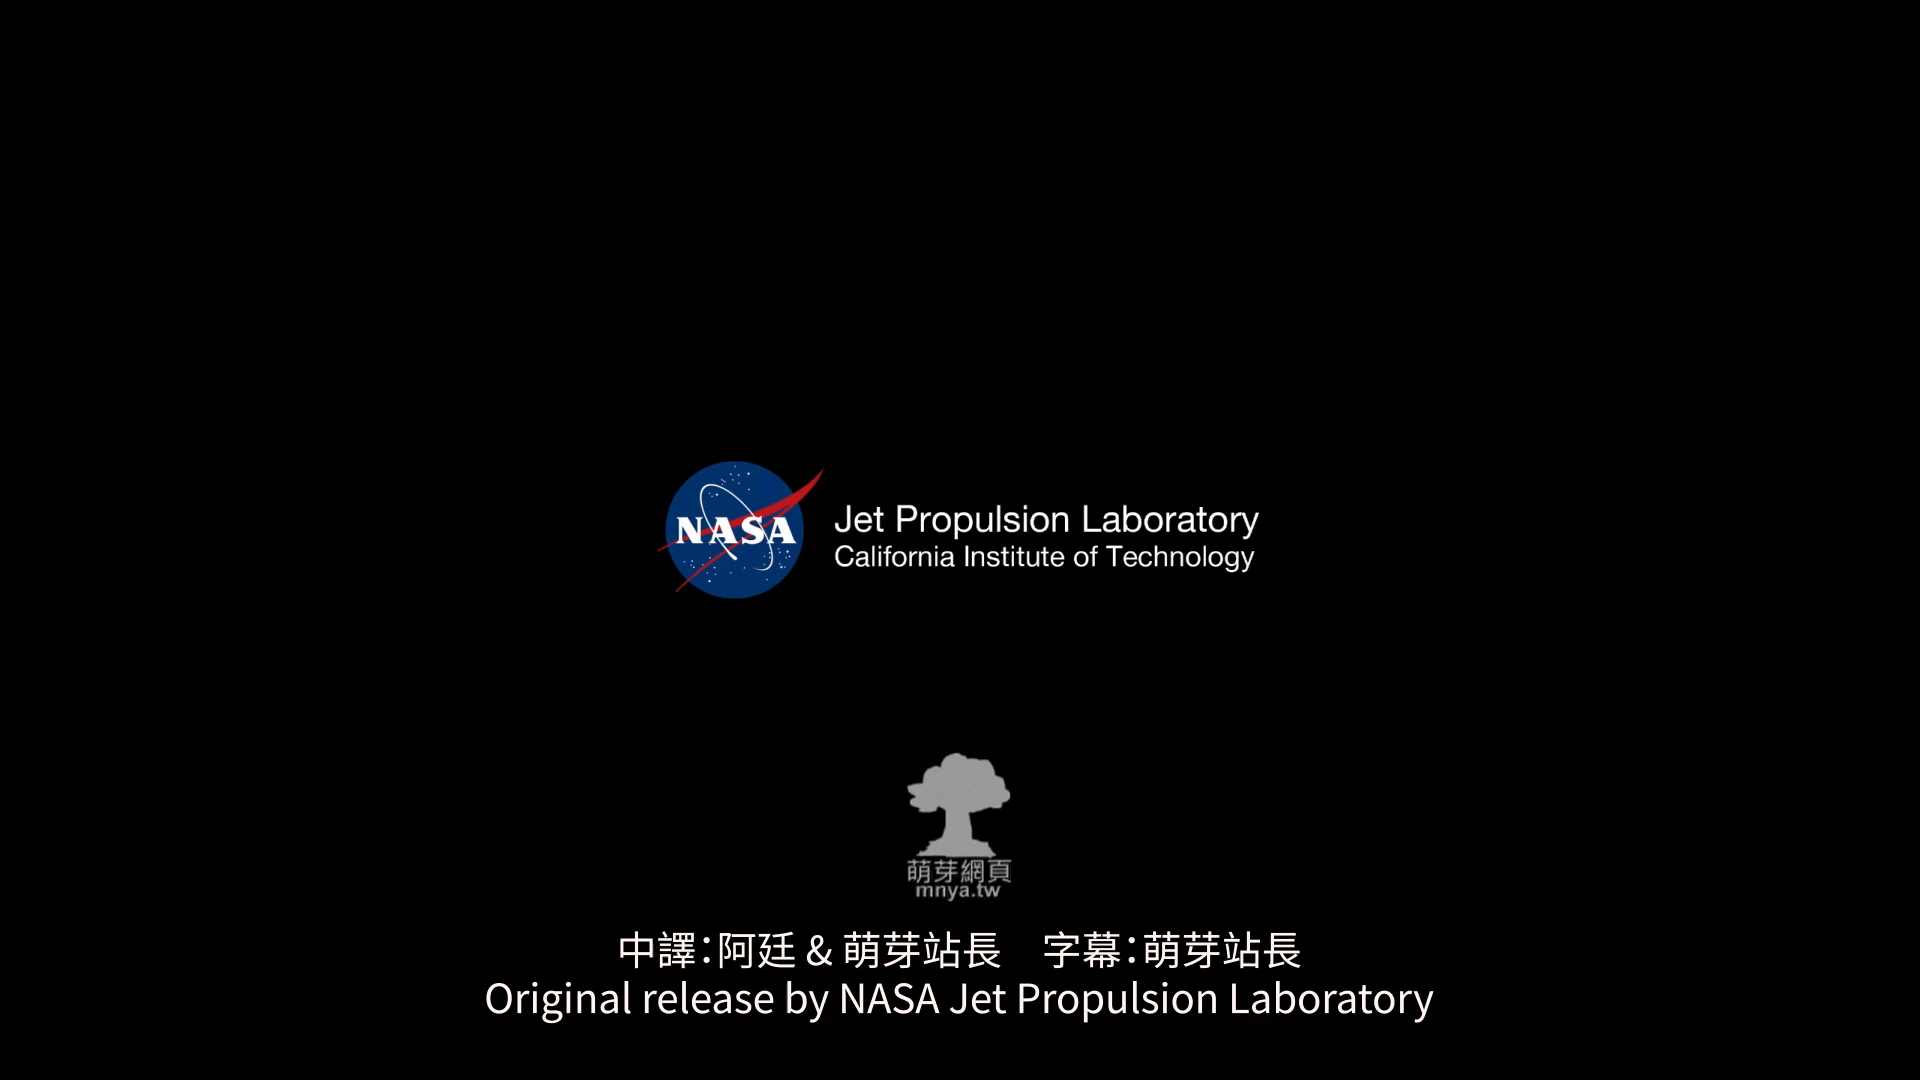 NASA
Jet Propulsion Laboratory
California Institute of Technology
萌芽網頁
mnya.tw
中譯：阿廷 & 萌芽站長　字幕：萌芽站長
Original release by NASA Jet Propulsion Laboratory